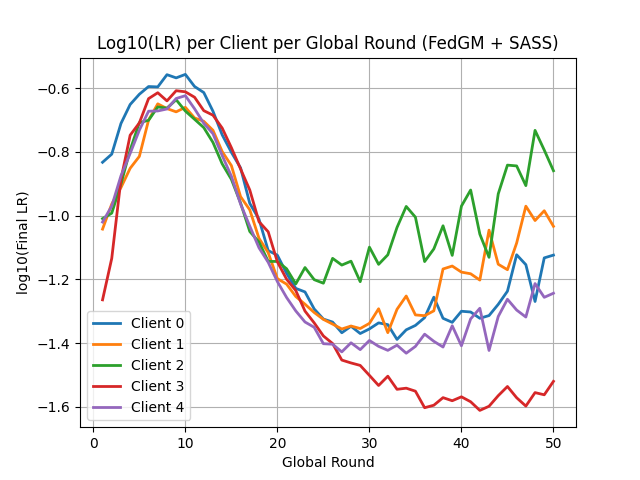 Log10(LR) per Client per Global Round (FedGM + SASS)
log10(Final LR)
−0.6
−0.8
−1.0
−1.2
−1.4
−1.6
Client 0
Client 1
Client 2
Client 3
Client 4
0 10 20 30 40 50
Global Round